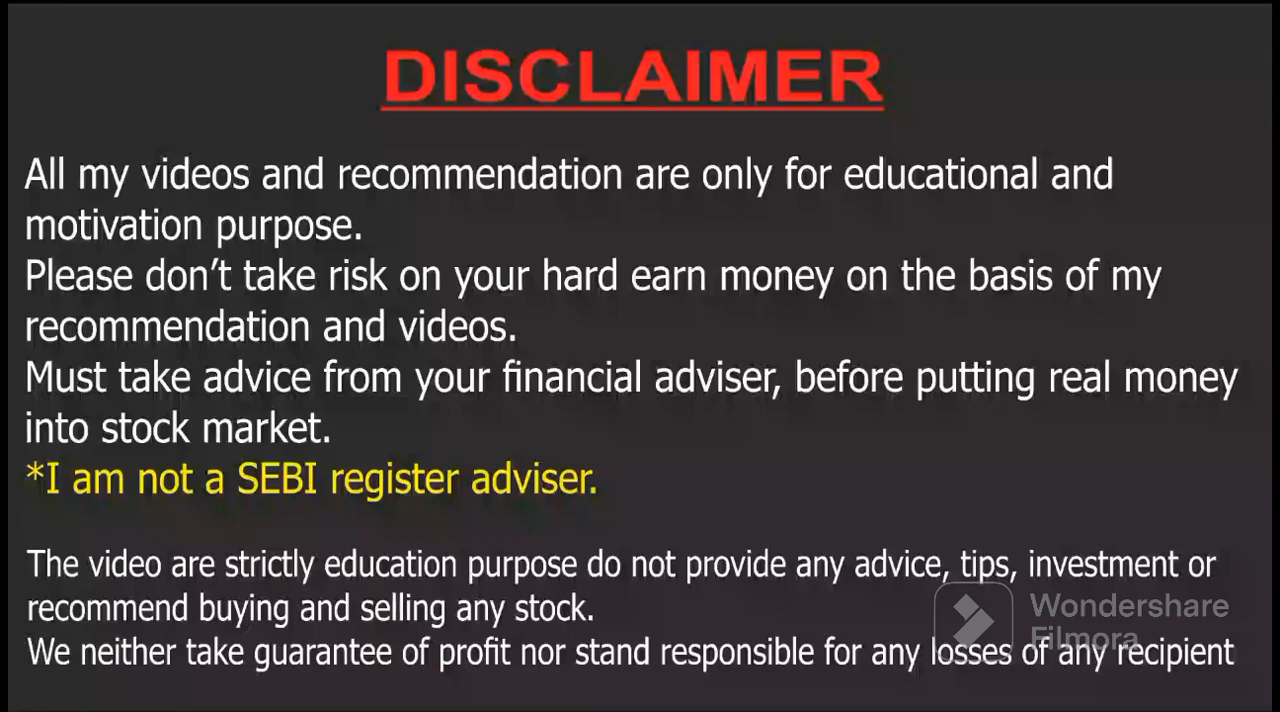 DISCLAIMER
All my videos and recommendation are only for educational and
motivation purpose.
Please don't take risk on your hard earn money on the basis of my
recommendation and videos.
Must take advice from your financial adviser, before putting real money
into stock market.
*I am not a SEBI register adviser.
The video are strictly education purpose do not provide any advice, tips, investment or
recommend buying and selling any stock.
We neither take guarantee of profit nor stand responsible for any losses of any recipient
Wondershare
Filmora